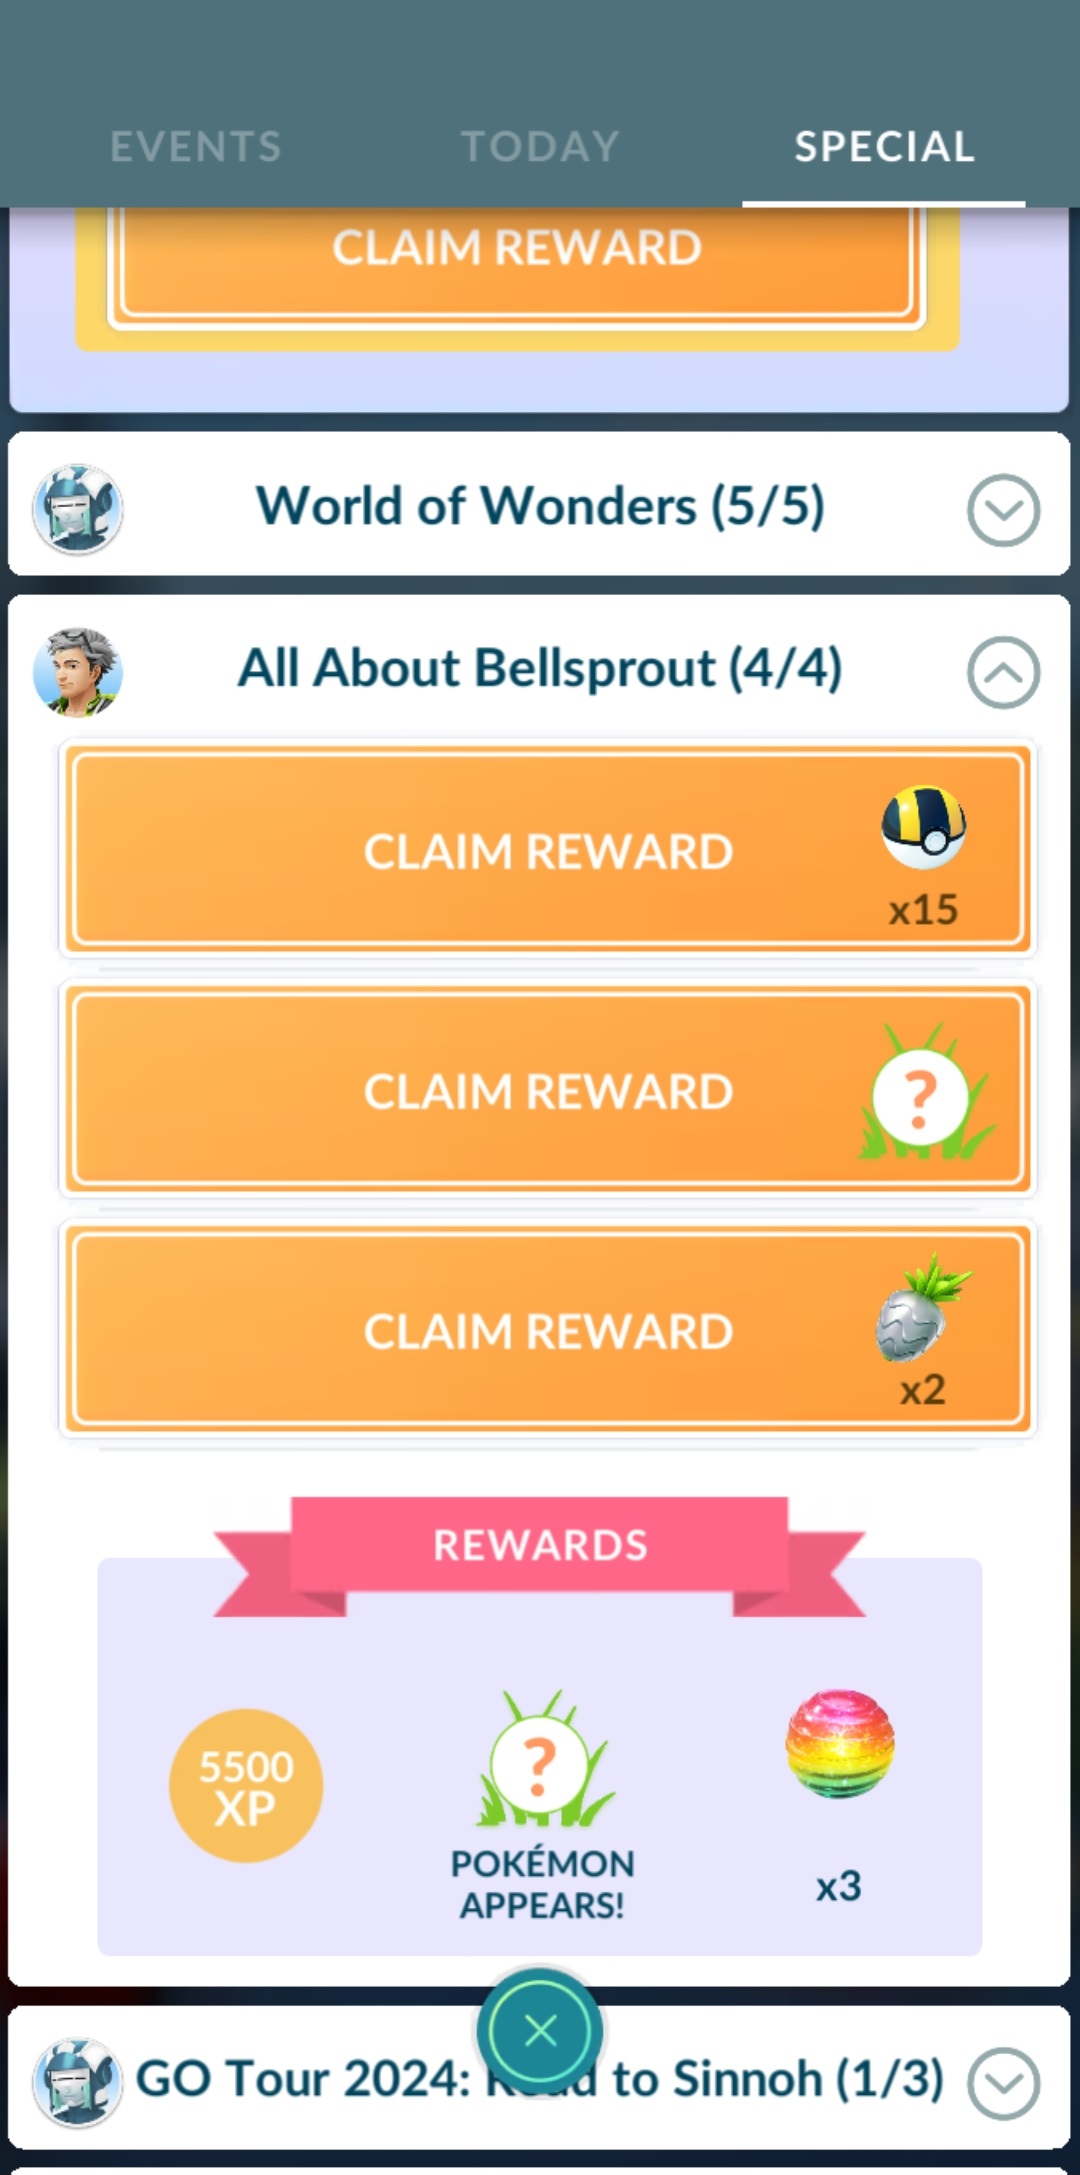 EVENTS TODAY SPECIAL
CLAIM REWARD
World of Wonders (5/5)
All About Bellsprout (4/4)
CLAIM REWARD
x15
CLAIM REWARD
?
CLAIM REWARD
x2
REWARDS
5500
XP
?
POKÉMON
APPEARS!
x3
GO Tour 2024: Road to Sinnoh (1/3)